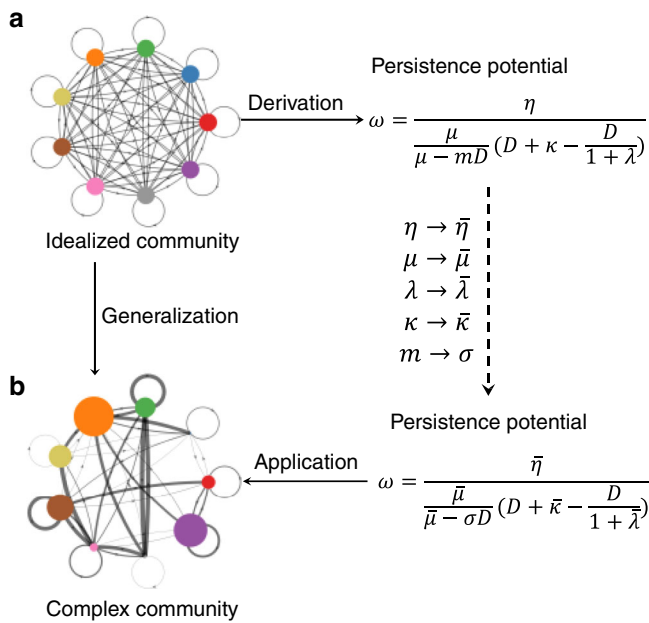 a
Persistence potential
Derivation
ω = η / (μ / (μ − mD) (D + κ − D / (1 + λ)))
Idealized community
η → η̄
μ → μ̄
λ → λ̄
κ → κ̄
m → σ
Generalization
b
Persistence potential
Application
ω = η̄ / (μ̄ / (μ̄ − σD) (D + κ̄ − D / (1 + λ̄)))
Complex community